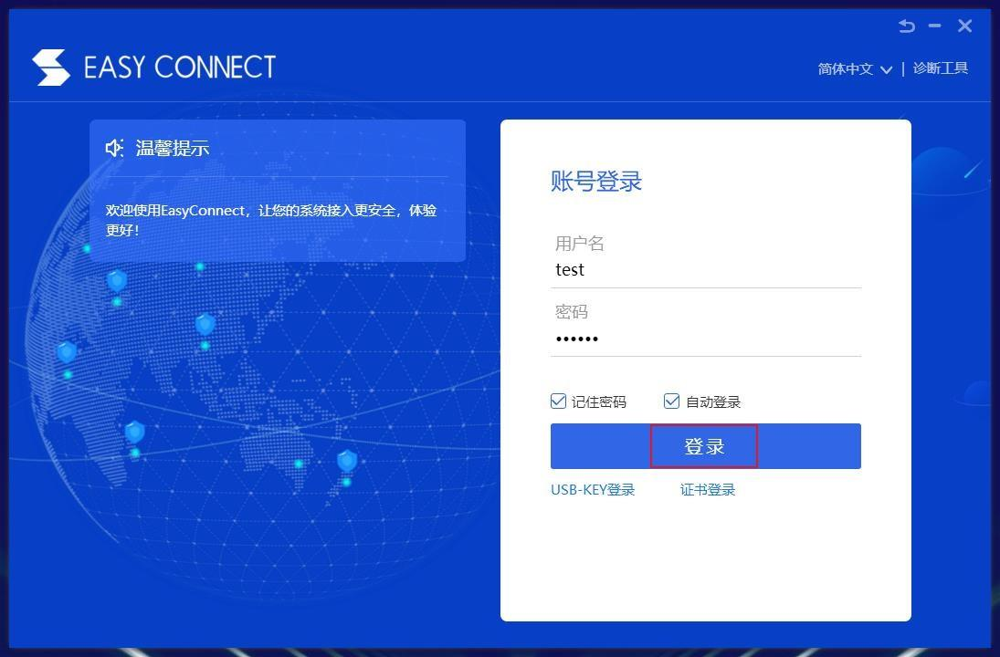 EASY CONNECT
简体中文 | 诊断工具
温馨提示
欢迎使用EasyConnect，让您的系统接入更安全，体验
更好！
账号登录
用户名
test
密码
••••••
记住密码 自动登录
登录
USB-KEY登录 证书登录